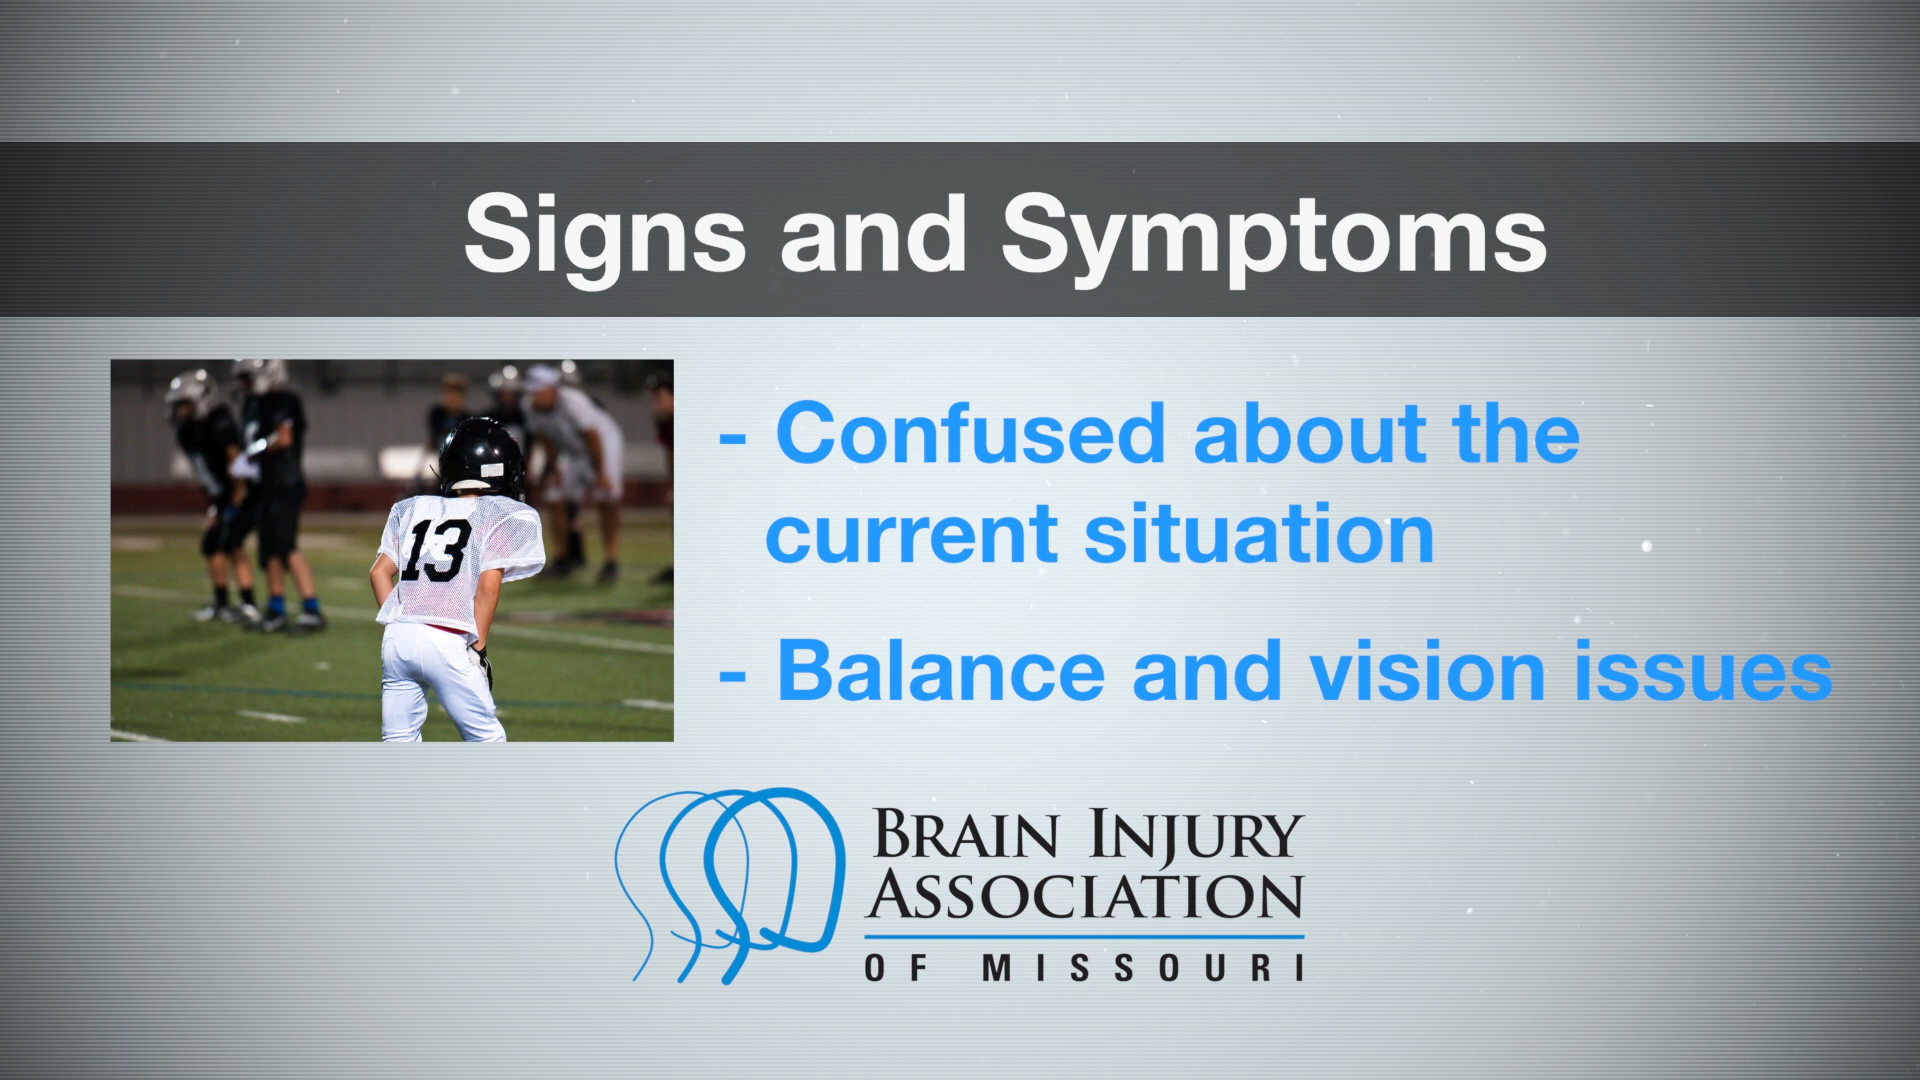 Signs and Symptoms
13
- Confused about the
current situation
- Balance and vision issues
BRAIN INJURY
ASSOCIATION
OF MISSOURI